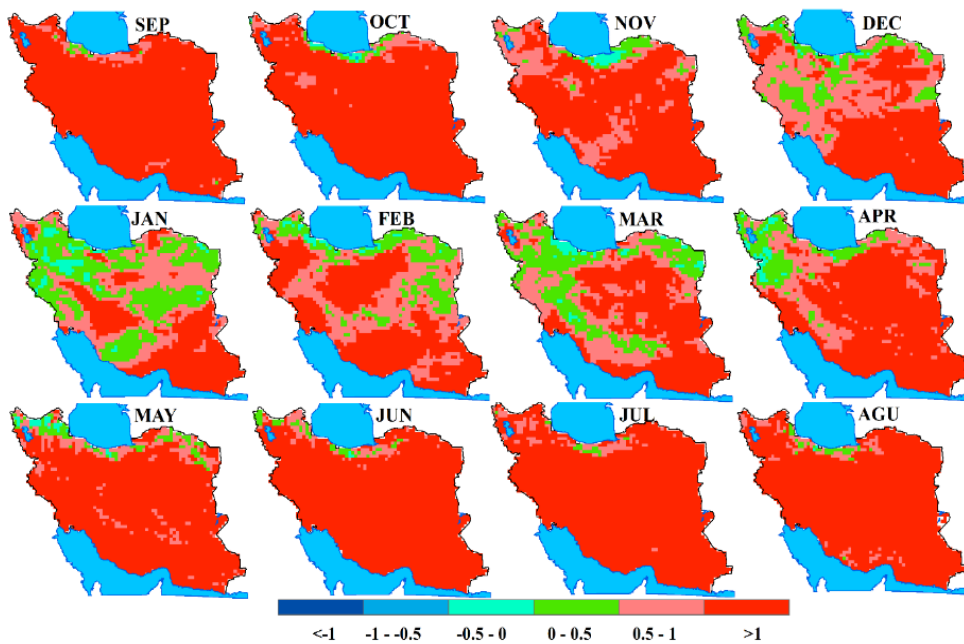 SEP OCT NOV DEC
JAN FEB MAR APR
MAY JUN JUL AGU
<-1 -1 - -0.5 -0.5 - 0 0 - 0.5 0.5 - 1 >1